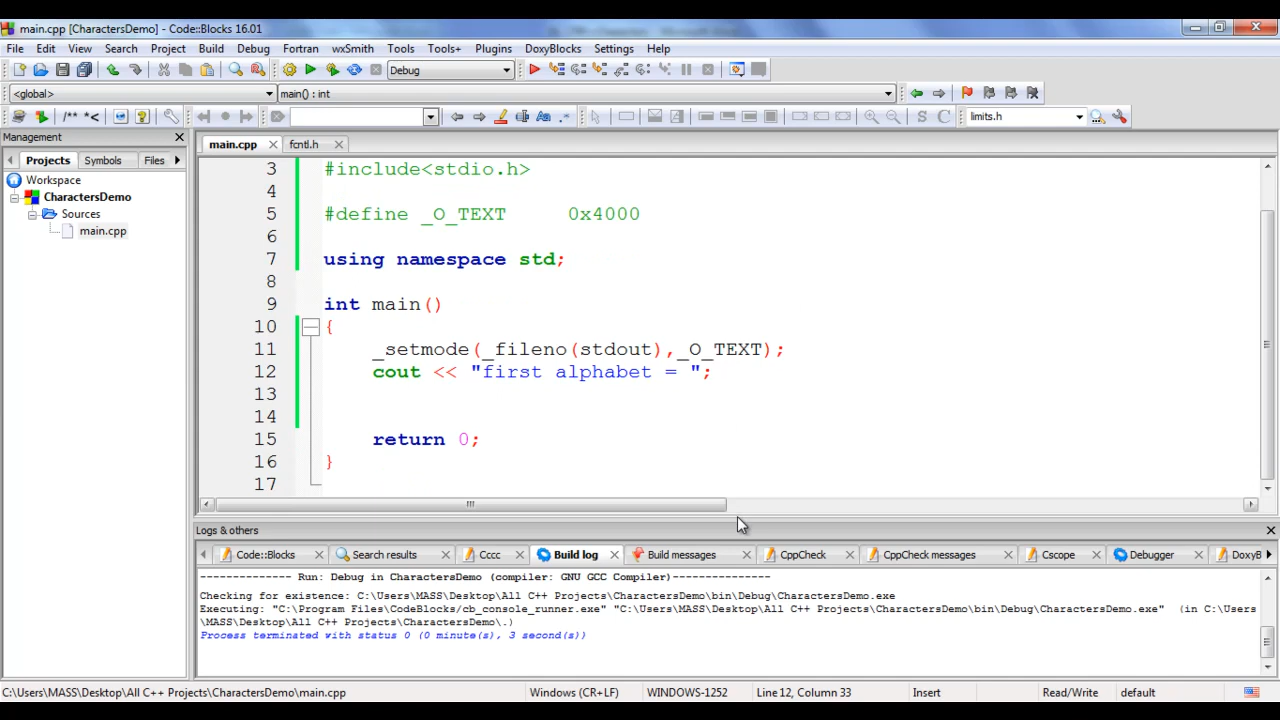 main.cpp [CharactersDemo] - Code::Blocks 16.01
File Edit View Search Project Build Debug Fortran wxSmith Tools Tools+ Plugins DoxyBlocks Settings Help
Debug
<global> main() : int
/** *< Aa .* S C limits.h
Management
main.cpp fcntl.h
Projects Symbols Files
Workspace
CharactersDemo
Sources
main.cpp
3 #include<stdio.h>
4
5 #define _O_TEXT 0x4000
6
7 using namespace std;
8
9 int main()
10 {
11 _setmode(_fileno(stdout),_O_TEXT);
12 cout << "first alphabet = ";
13
14
15 return 0;
16 }
17
Logs & others
Code::Blocks Search results Cccc Build log Build messages CppCheck CppCheck messages Cscope Debugger DoxyB
-------------- Run: Debug in CharactersDemo (compiler: GNU GCC Compiler)---------------
Checking for existence: C:\Users\MASS\Desktop\All C++ Projects\CharactersDemo\bin\Debug\CharactersDemo.exe
Executing: "C:\Program Files\CodeBlocks/cb_console_runner.exe" "C:\Users\MASS\Desktop\All C++ Projects\CharactersDemo\bin\Debug\CharactersDemo.exe" (in C:\Users
\MASS\Desktop\All C++ Projects\CharactersDemo\.)
Process terminated with status 0 (0 minute(s), 3 second(s))
C:\Users\MASS\Desktop\All C++ Projects\CharactersDemo\main.cpp Windows (CR+LF) WINDOWS-1252 Line 12, Column 33 Insert Read/Write default